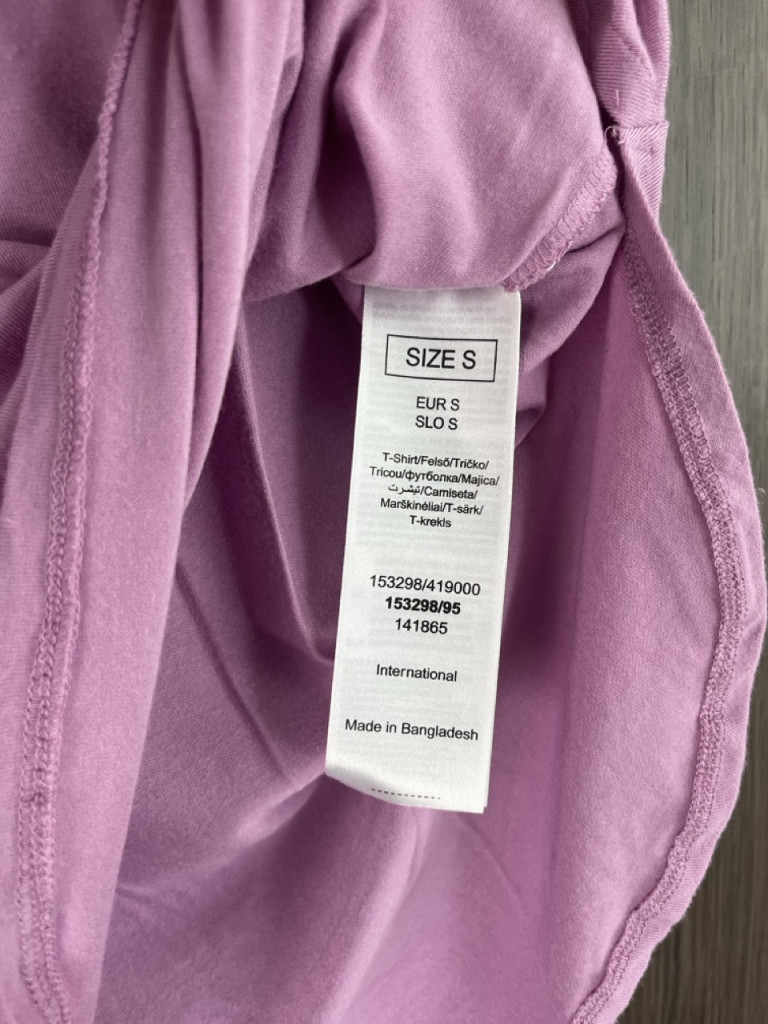 SIZE S
EUR S
SLO S
T-Shirt/Felső/Tričko/
Tricou/футболка/Majica/
تيشرت/Camiseta/
Marškinėliai/T-särk/
T-krekls
153298/419000
153298/95
141865
International
Made in Bangladesh